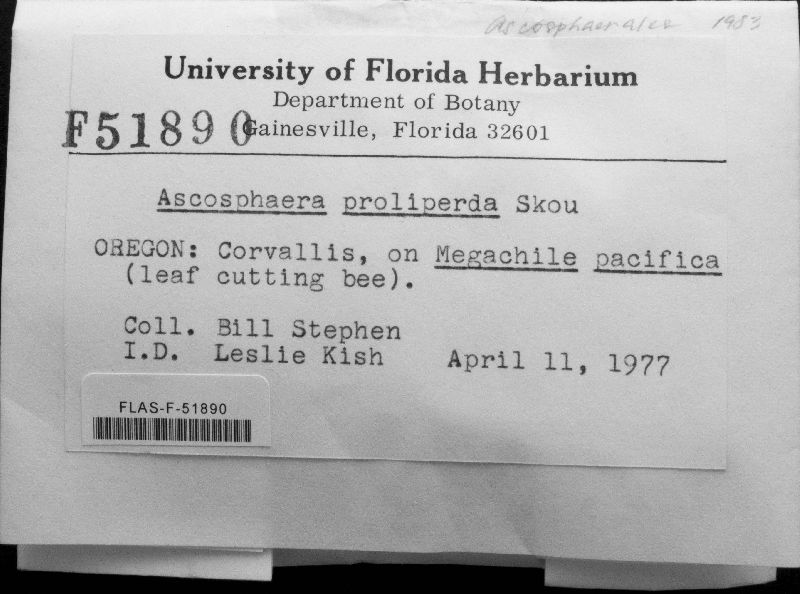 Ascosphaerales 1983
University of Florida Herbarium
Department of Botany
F51890 Gainesville, Florida 32601
Ascosphaera proliperda Skou
OREGON: Corvallis, on Megachile pacifica
(leaf cutting bee).
Coll. Bill Stephen
I.D. Leslie Kish April 11, 1977
FLAS-F-51890